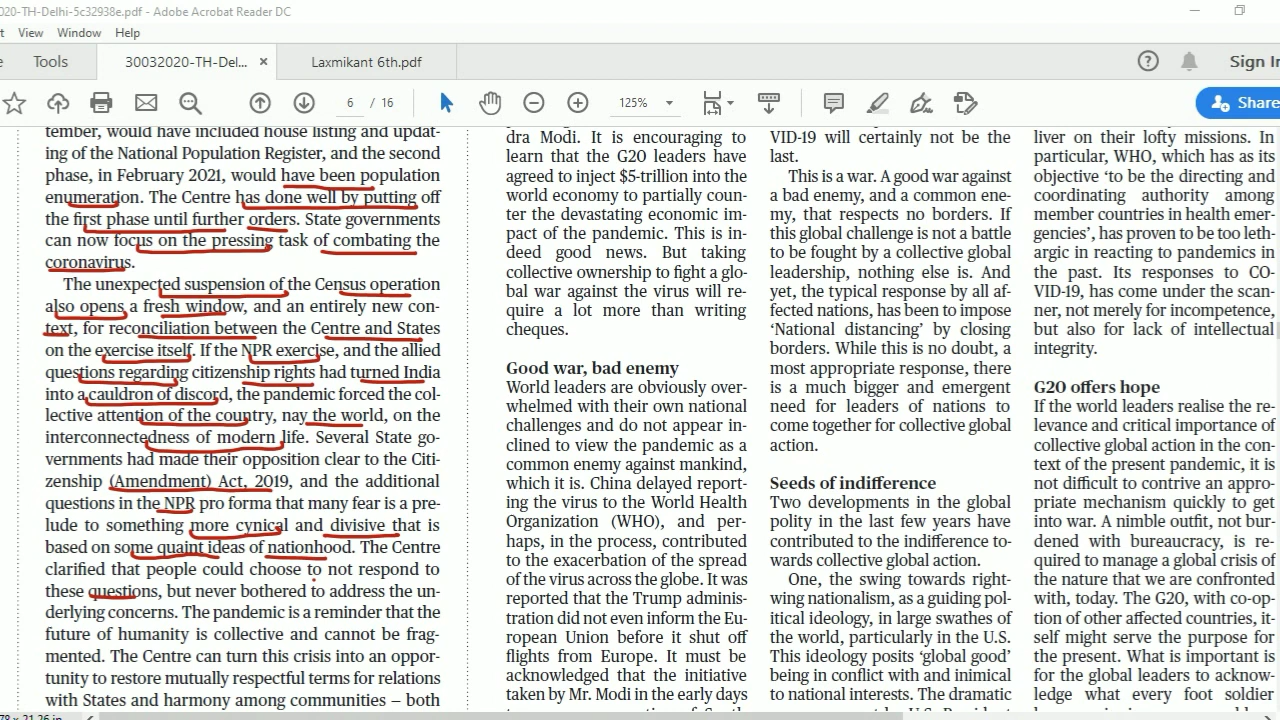 020-TH-Delhi-5c32938e.pdf - Adobe Acrobat Reader DC
t View Window Help
e Tools 30032020-TH-Del... × Laxmikant 6th.pdf Sign In
6 / 16 125% Share
tember, would have included house listing and updat-
ing of the National Population Register, and the second
phase, in February 2021, would have been population
enumeration. The Centre has done well by putting off
the first phase until further orders. State governments
can now focus on the pressing task of combating the
coronavirus.
The unexpected suspension of the Census operation
also opens a fresh window, and an entirely new con-
text, for reconciliation between the Centre and States
on the exercise itself. If the NPR exercise, and the allied
questions regarding citizenship rights had turned India
into a cauldron of discord, the pandemic forced the col-
lective attention of the country, nay the world, on the
interconnectedness of modern life. Several State go-
vernments had made their opposition clear to the Citi-
zenship (Amendment) Act, 2019, and the additional
questions in the NPR pro forma that many fear is a pre-
lude to something more cynical and divisive that is
based on some quaint ideas of nationhood. The Centre
clarified that people could choose to not respond to
these questions, but never bothered to address the un-
derlying concerns. The pandemic is a reminder that the
future of humanity is collective and cannot be frag-
mented. The Centre can turn this crisis into an oppor-
tunity to restore mutually respectful terms for relations
with States and harmony among communities – both
dra Modi. It is encouraging to
learn that the G20 leaders have
agreed to inject $5-trillion into the
world economy to partially coun-
ter the devastating economic im-
pact of the pandemic. This is in-
deed good news. But taking
collective ownership to fight a glo-
bal war against the virus will re-
quire a lot more than writing
cheques.
Good war, bad enemy
World leaders are obviously over-
whelmed with their own national
challenges and do not appear in-
clined to view the pandemic as a
common enemy against mankind,
which it is. China delayed report-
ing the virus to the World Health
Organization (WHO), and per-
haps, in the process, contributed
to the exacerbation of the spread
of the virus across the globe. It was
reported that the Trump adminis-
tration did not even inform the Eu-
ropean Union before it shut off
flights from Europe. It must be
acknowledged that the initiative
taken by Mr. Modi in the early days
VID-19 will certainly not be the
last.
This is a war. A good war against
a bad enemy, and a common ene-
my, that respects no borders. If
this global challenge is not a battle
to be fought by a collective global
leadership, nothing else is. And
yet, the typical response by all af-
fected nations, has been to impose
‘National distancing’ by closing
borders. While this is no doubt, a
most appropriate response, there
is a much bigger and emergent
need for leaders of nations to
come together for collective global
action.
Seeds of indifference
Two developments in the global
polity in the last few years have
contributed to the indifference to-
wards collective global action.
One, the swing towards right-
wing nationalism, as a guiding pol-
itical ideology, in large swathes of
the world, particularly in the U.S.
This ideology posits ‘global good’
being in conflict with and inimical
to national interests. The dramatic
liver on their lofty missions. In
particular, WHO, which has as its
objective ‘to be the directing and
coordinating authority among
member countries in health emer-
gencies’, has proven to be too leth-
argic in reacting to pandemics in
the past. Its responses to CO-
VID-19, has come under the scan-
ner, not merely for incompetence,
but also for lack of intellectual
integrity.
G20 offers hope
If the world leaders realise the re-
levance and critical importance of
collective global action in the con-
text of the present pandemic, it is
not difficult to contrive an appro-
priate mechanism quickly to get
into war. A nimble outfit, not bur-
dened with bureaucracy, is re-
quired to manage a global crisis of
the nature that we are confronted
with, today. The G20, with co-op-
tion of other affected countries, it-
self might serve the purpose for
the present. What is important is
for the global leaders to acknow-
ledge what every foot soldier
78 x 21.26 in